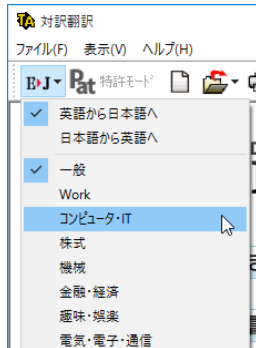 TA 対訳翻訳
ファイル(F) 表示(V) ヘルプ(H)
E▸J Pat 特許モード
英語から日本語へ
日本語から英語へ
一般
Work
コンピュータ・IT
株式
機械
金融・経済
趣味・娯楽
電気・電子・通信